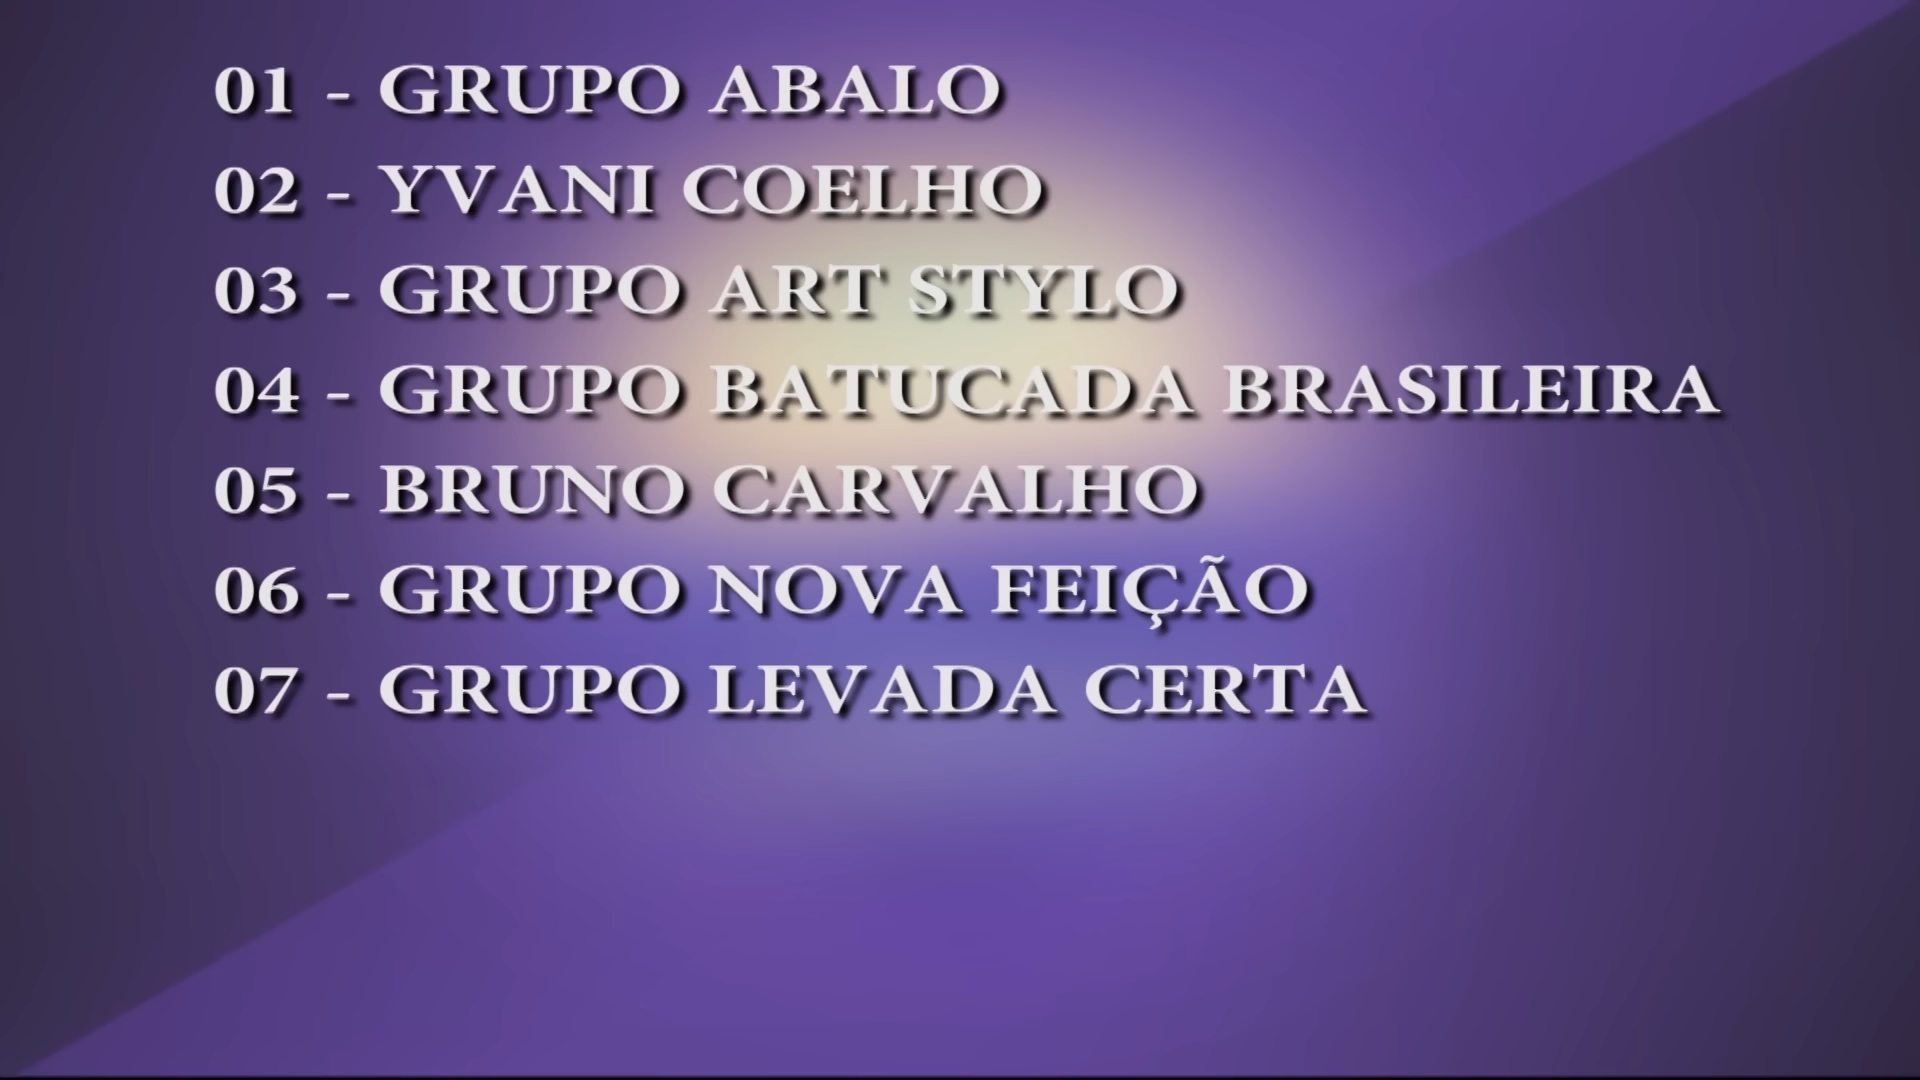 01 - GRUPO ABALO
02 - YVANI COELHO
03 - GRUPO ART STYLO
04 - GRUPO BATUCADA BRASILEIRA
05 - BRUNO CARVALHO
06 - GRUPO NOVA FEIÇÃO
07 - GRUPO LEVADA CERTA